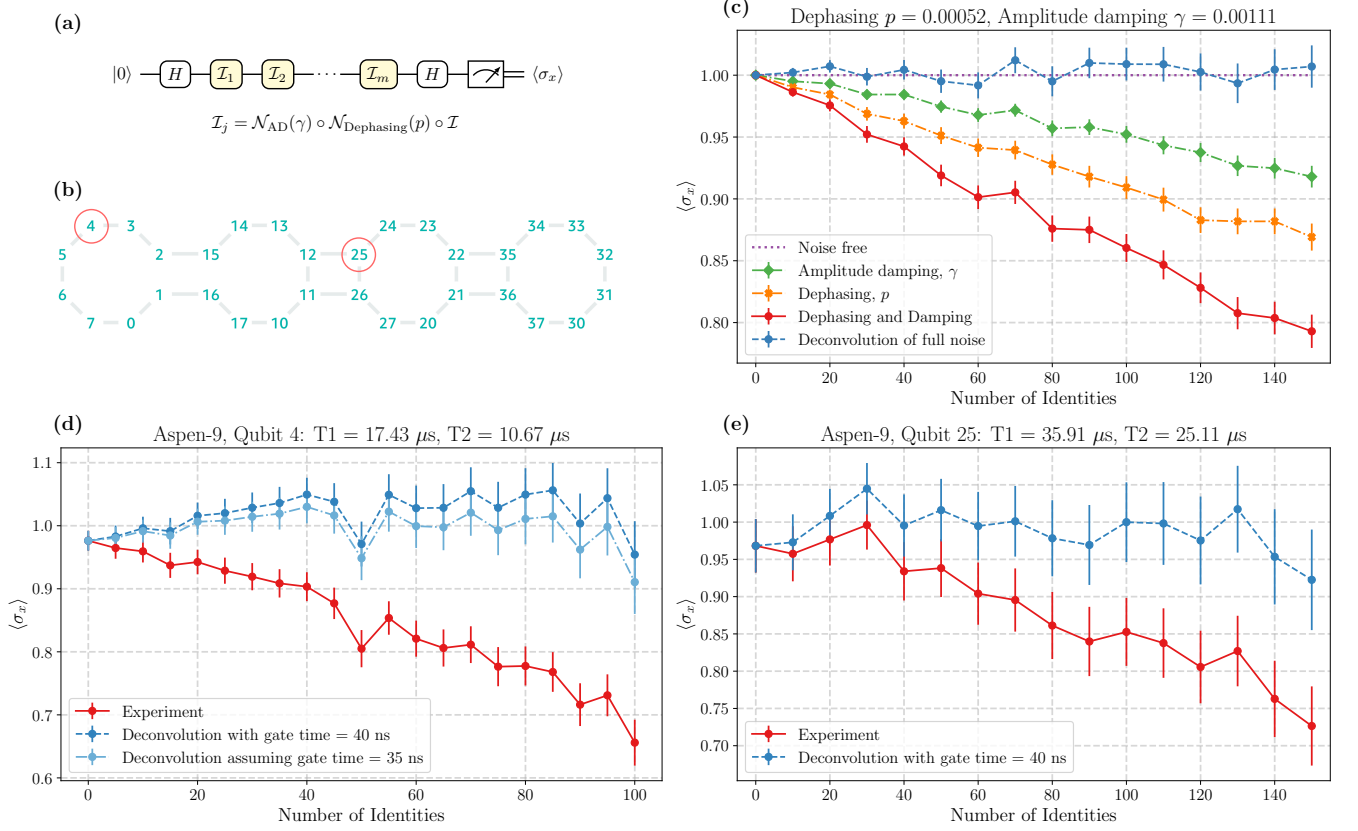 (a)
|0⟩ H I₁ I₂ ··· Iₘ H ⟨σₓ⟩
Iⱼ = N_AD(γ) ∘ N_Dephasing(p) ∘ I
(b)
4 3 14 13 24 23 34 33
5 2 15 12 25 22 35 32
6 1 16 11 26 21 36 31
7 0 17 10 27 20 37 30
(c)
Dephasing p = 0.00052, Amplitude damping γ = 0.00111
⟨σₓ⟩
1.00
0.95
0.90
0.85
0.80
Noise free
Amplitude damping, γ
Dephasing, p
Dephasing and Damping
Deconvolution of full noise
0 20 40 60 80 100 120 140
Number of Identities
(d)
Aspen-9, Qubit 4: T1 = 17.43 μs, T2 = 10.67 μs
⟨σₓ⟩
1.1
1.0
0.9
0.8
0.7
0.6
Experiment
Deconvolution with gate time = 40 ns
Deconvolution assuming gate time = 35 ns
0 20 40 60 80 100
Number of Identities
(e)
Aspen-9, Qubit 25: T1 = 35.91 μs, T2 = 25.11 μs
⟨σₓ⟩
1.05
1.00
0.95
0.90
0.85
0.80
0.75
0.70
Experiment
Deconvolution with gate time = 40 ns
0 20 40 60 80 100 120 140
Number of Identities